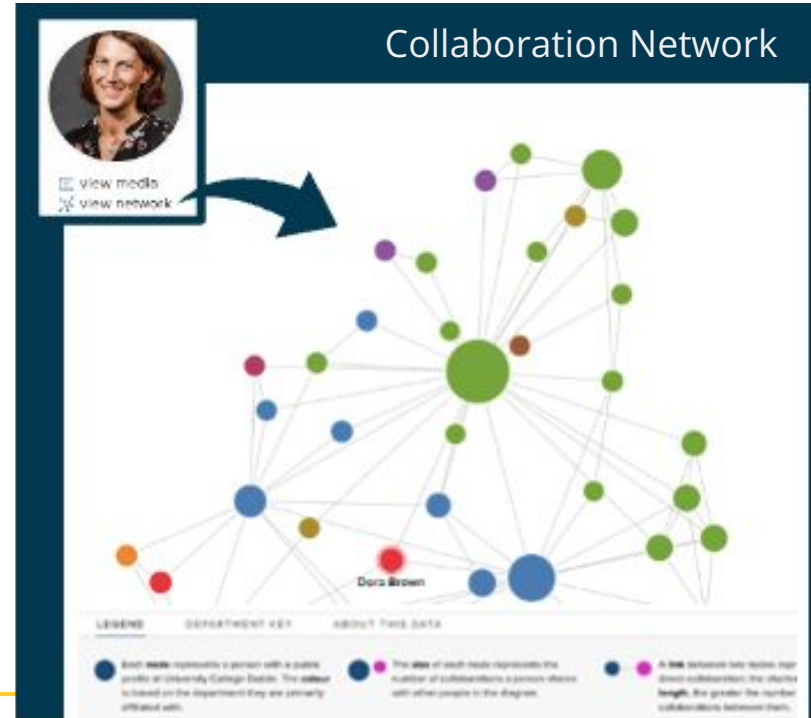 Collaboration Network
view media
view network
Dora Brown
LEGEND
DEPARTMENT KEY
ABOUT THIS DATA
Each node represents a person with a public
profile at University College Dublin. The colour
is based on the department they are primarily
affiliated with.
The size of each node represents the
number of collaborations a person shares
with other people in the diagram.
A link between two nodes
direct collaboration; the shorter
length, the greater the number
collaborations between them.